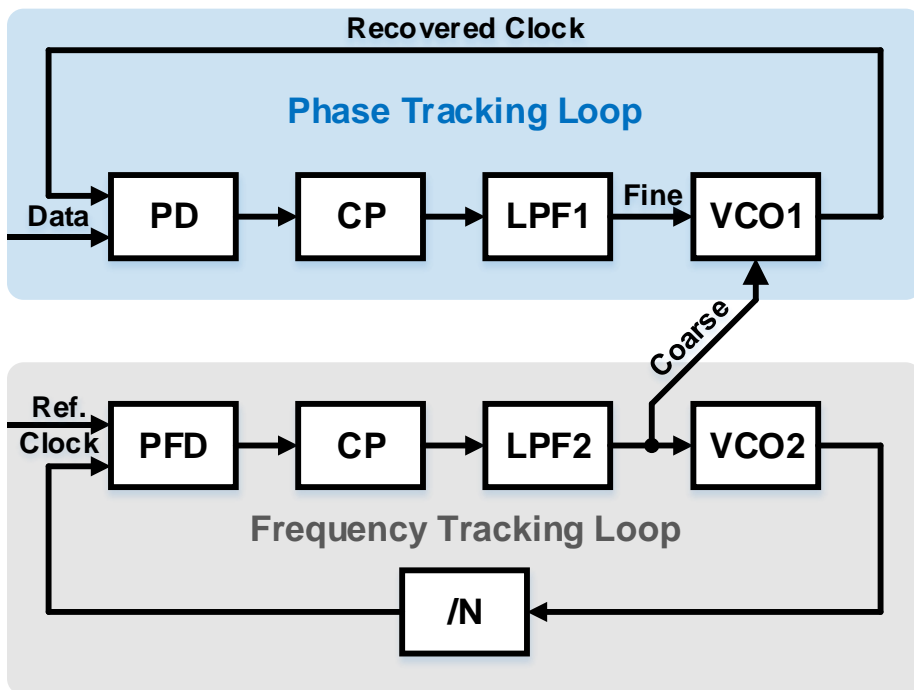 Recovered Clock
Phase Tracking Loop
Data
PD
CP
LPF1
Fine
VCO1
Coarse
Ref.
Clock
PFD
CP
LPF2
VCO2
Frequency Tracking Loop
/N